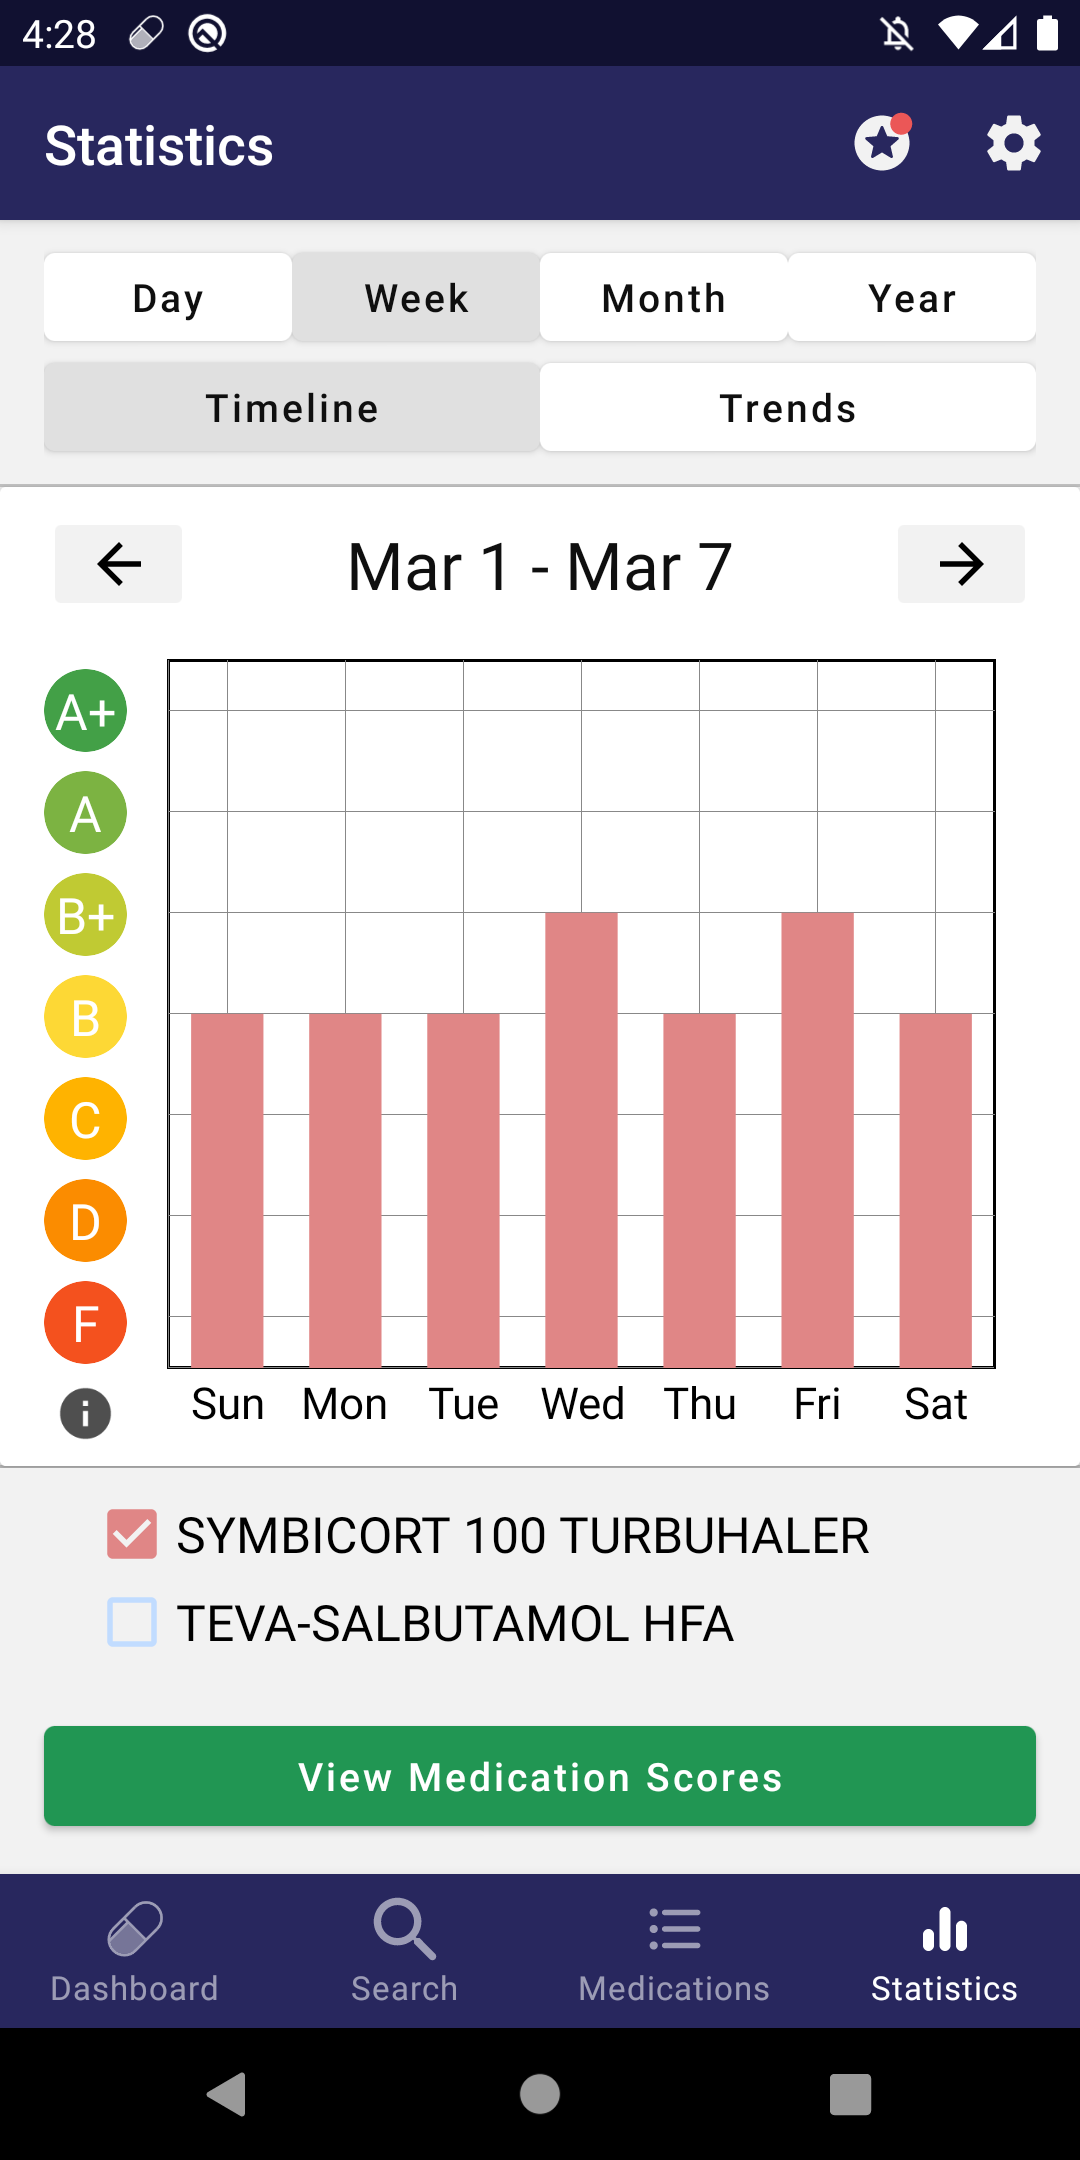 4:28
Statistics
Day Week Month Year
Timeline Trends
Mar 1 - Mar 7
A+
A
B+
B
C
D
F
Sun Mon Tue Wed Thu Fri Sat
SYMBICORT 100 TURBUHALER
TEVA-SALBUTAMOL HFA
View Medication Scores
Dashboard Search Medications Statistics